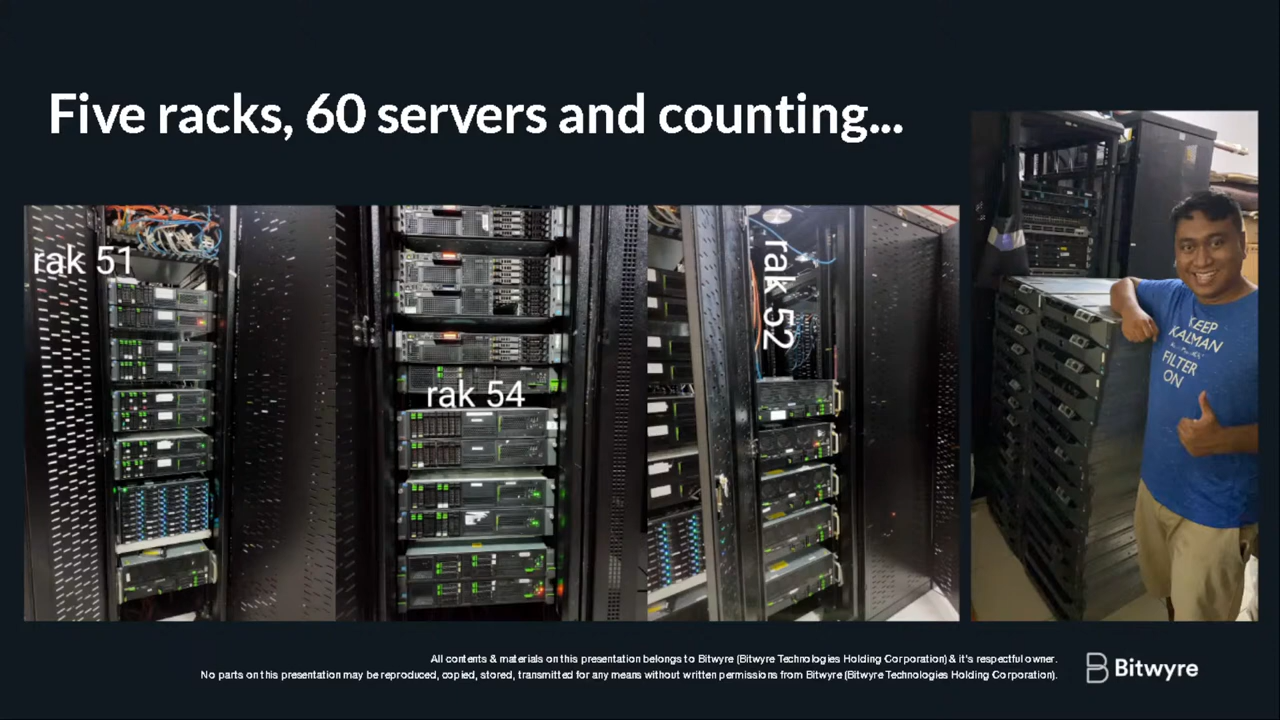 Five racks, 60 servers and counting...
rak 51
rak 54
rak 52
KEEP
KALMAN
FILTER
ON
All contents & materials on this presentation belongs to Bitwyre (Bitwyre Technologies Holding Corporation) & it's respectful owner.
No parts on this presentation may be reproduced, copied, stored, transmitted for any means without written permissions from Bitwyre (Bitwyre Technologies Holding Corporation).
Bitwyre